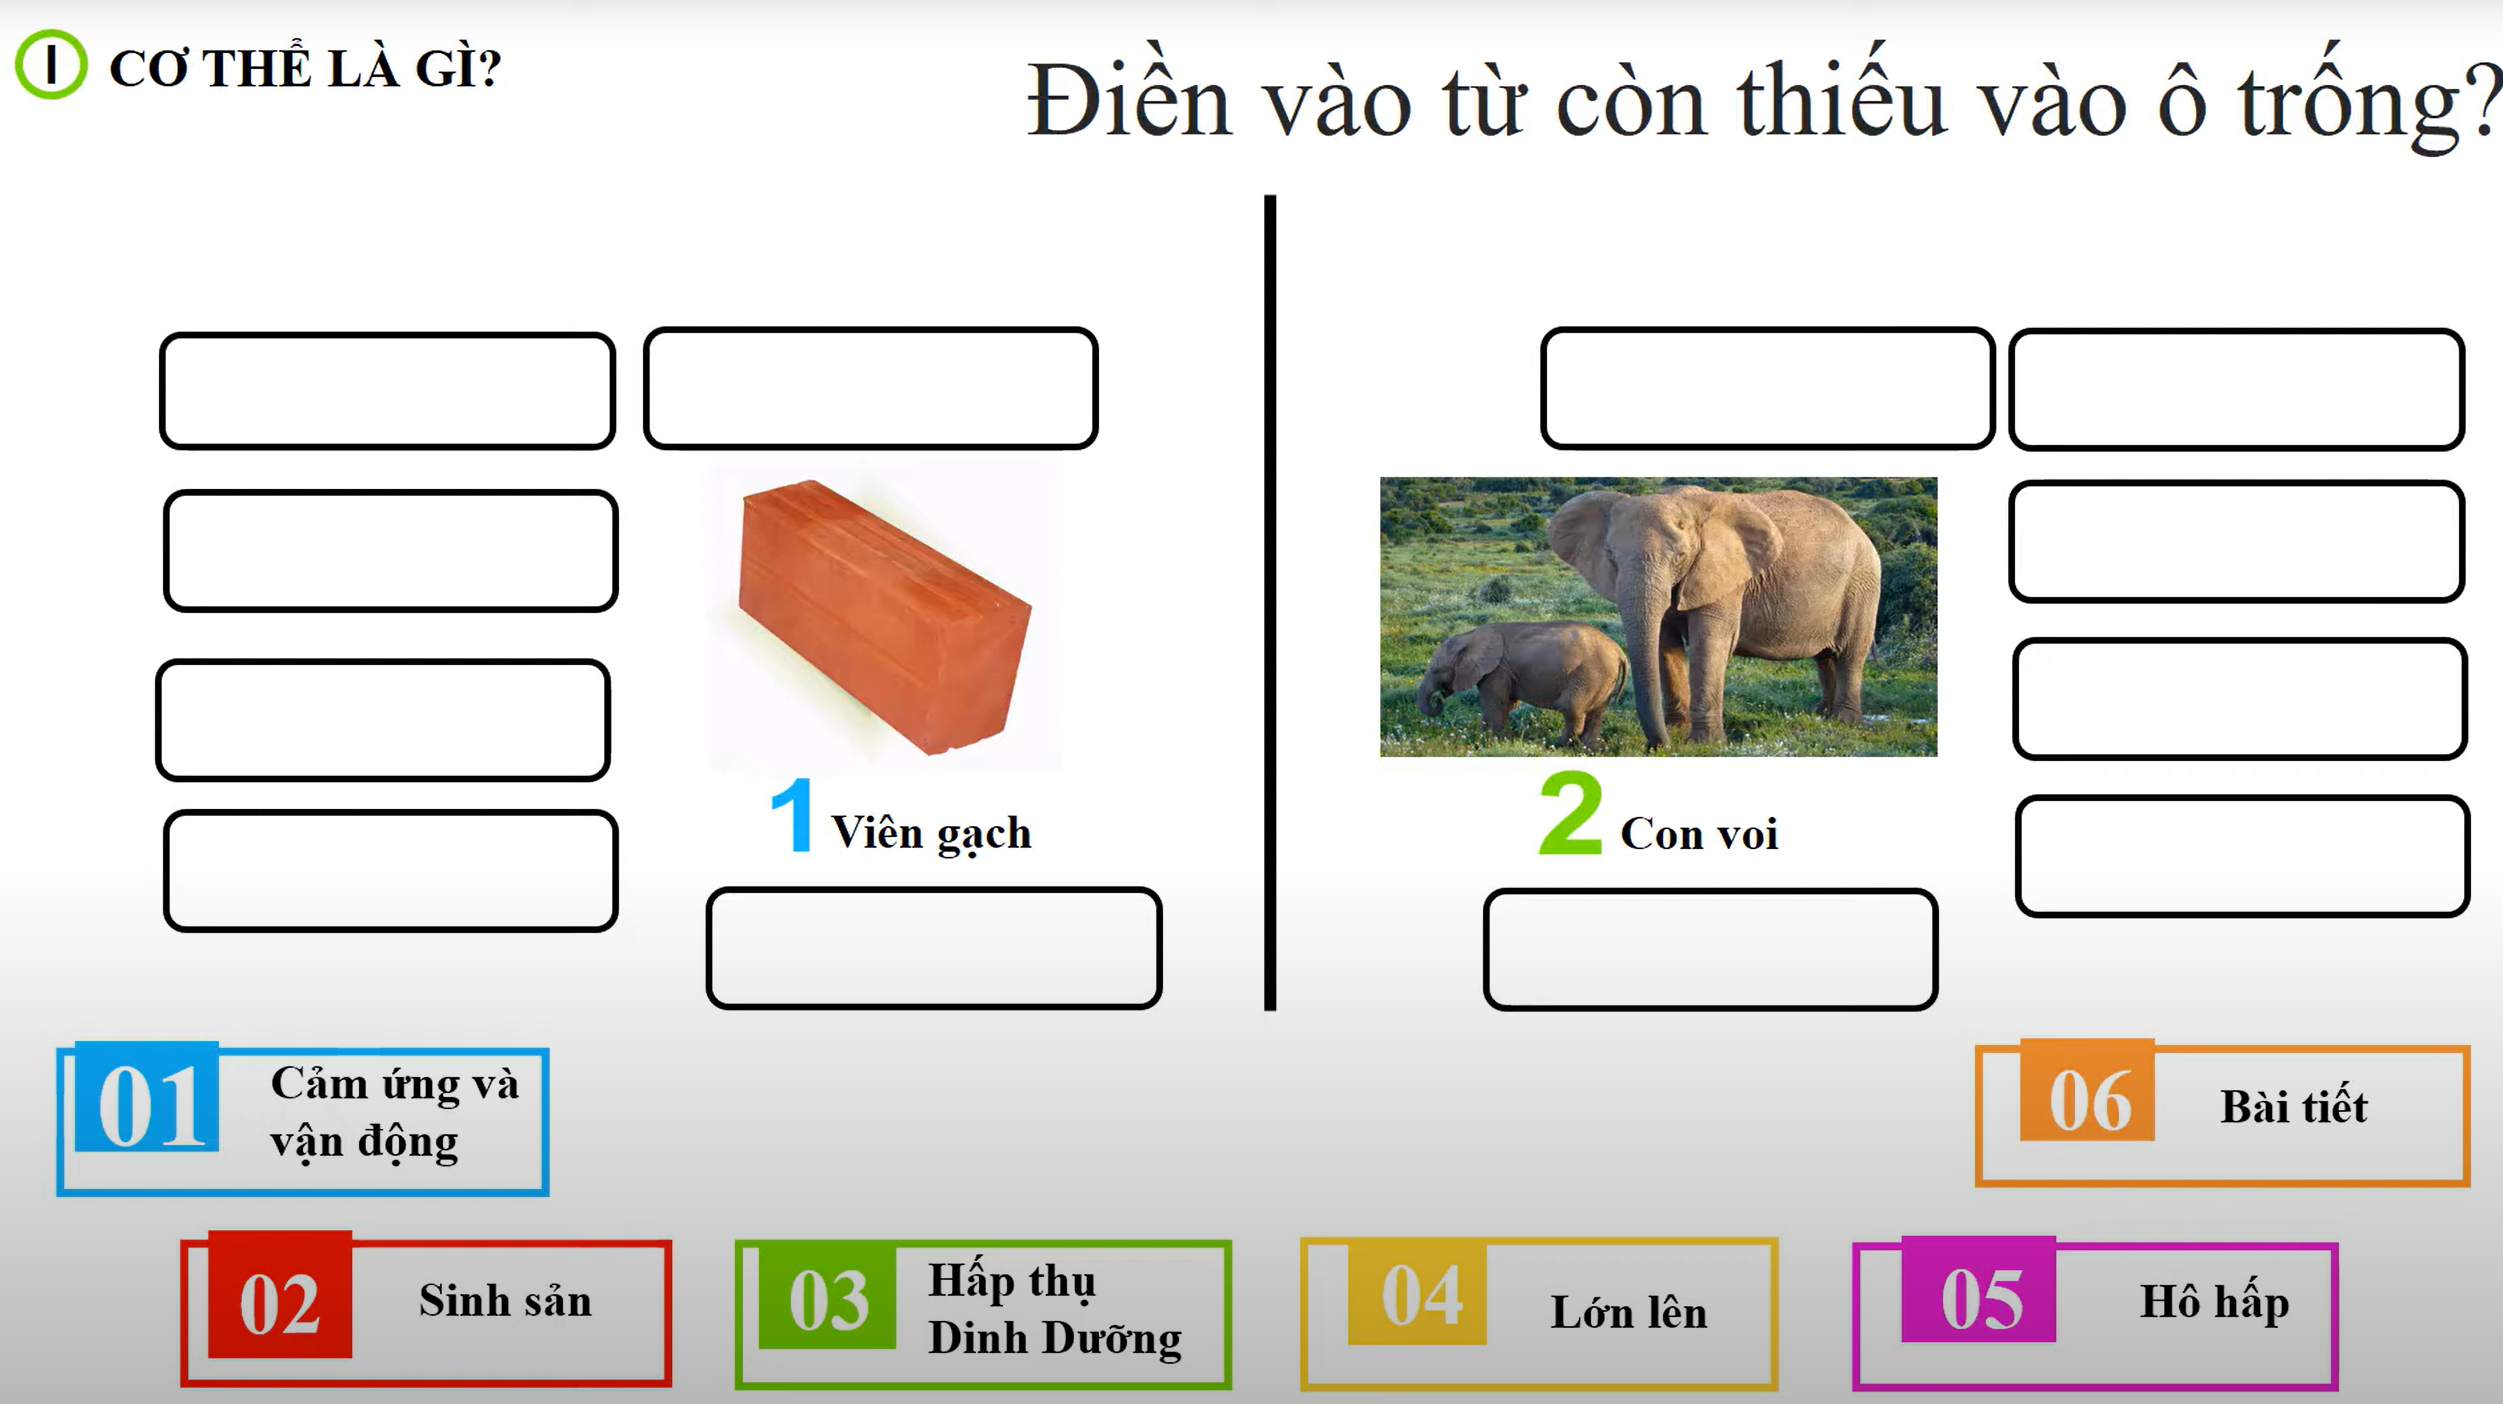 I CƠ THỂ LÀ GÌ?
Điền vào từ còn thiếu vào ô trống?
1 Viên gạch
2 Con voi
01 Cảm ứng và
vận động
06 Bài tiết
02 Sinh sản
03 Hấp thụ
Dinh Dưỡng
04 Lớn lên
05 Hô hấp